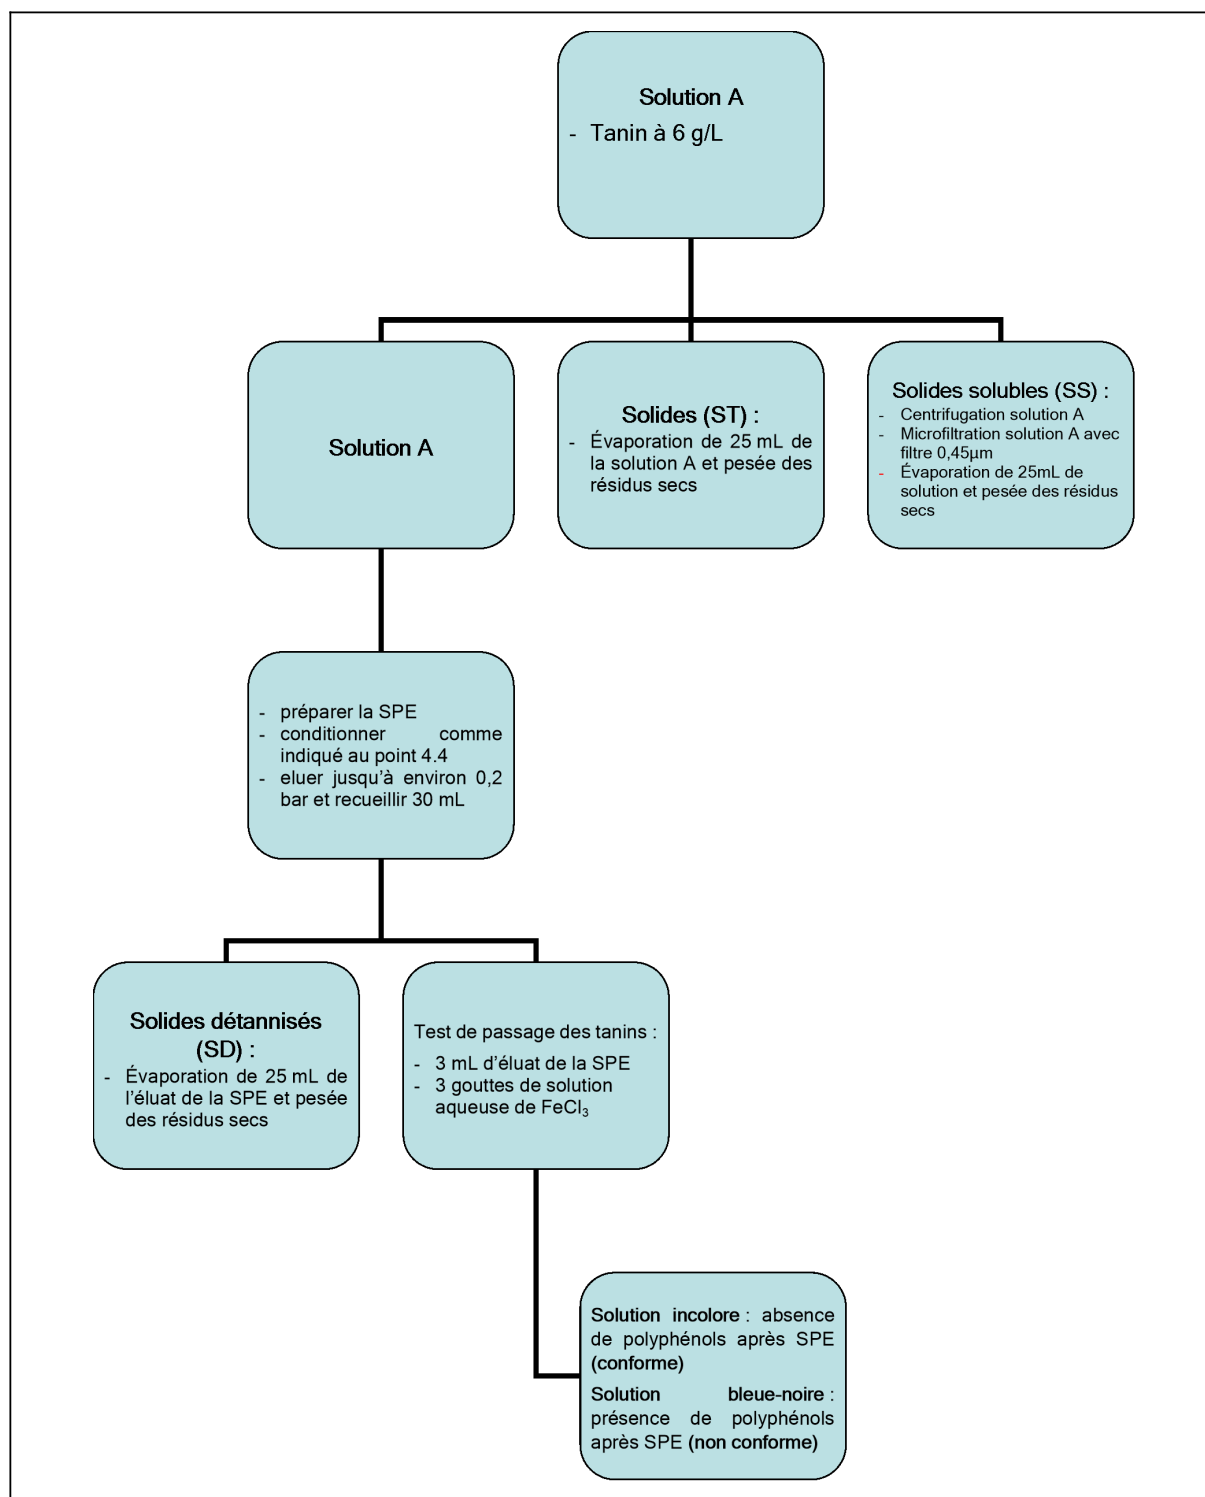 Solution A
- Tanin à 6 g/L
Solution A
Solides (ST) :
- Évaporation de 25 mL de
la solution A et pesée des
résidus secs
Solides solubles (SS) :
- Centrifugation solution A
- Microfiltration solution A avec
filtre 0,45µm
- Évaporation de 25mL de
solution et pesée des résidus
secs
- préparer la SPE
- conditionner comme
indiqué au point 4.4
- eluer jusqu’à environ 0,2
bar et recueillir 30 mL
Solides détannisés
(SD) :
- Évaporation de 25 mL de
l’éluat de la SPE et pesée
des résidus secs
Test de passage des tanins :
- 3 mL d’éluat de la SPE
- 3 gouttes de solution
aqueuse de FeCl₃
Solution incolore : absence
de polyphénols après SPE
(conforme)
Solution bleue-noire :
présence de polyphénols
après SPE (non conforme)